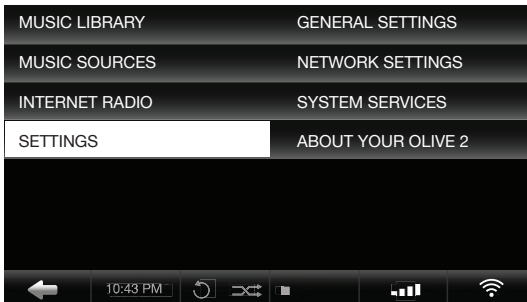 MUSIC LIBRARY
MUSIC SOURCES
INTERNET RADIO
SETTINGS
GENERAL SETTINGS
NETWORK SETTINGS
SYSTEM SERVICES
ABOUT YOUR OLIVE 2
10:43 PM